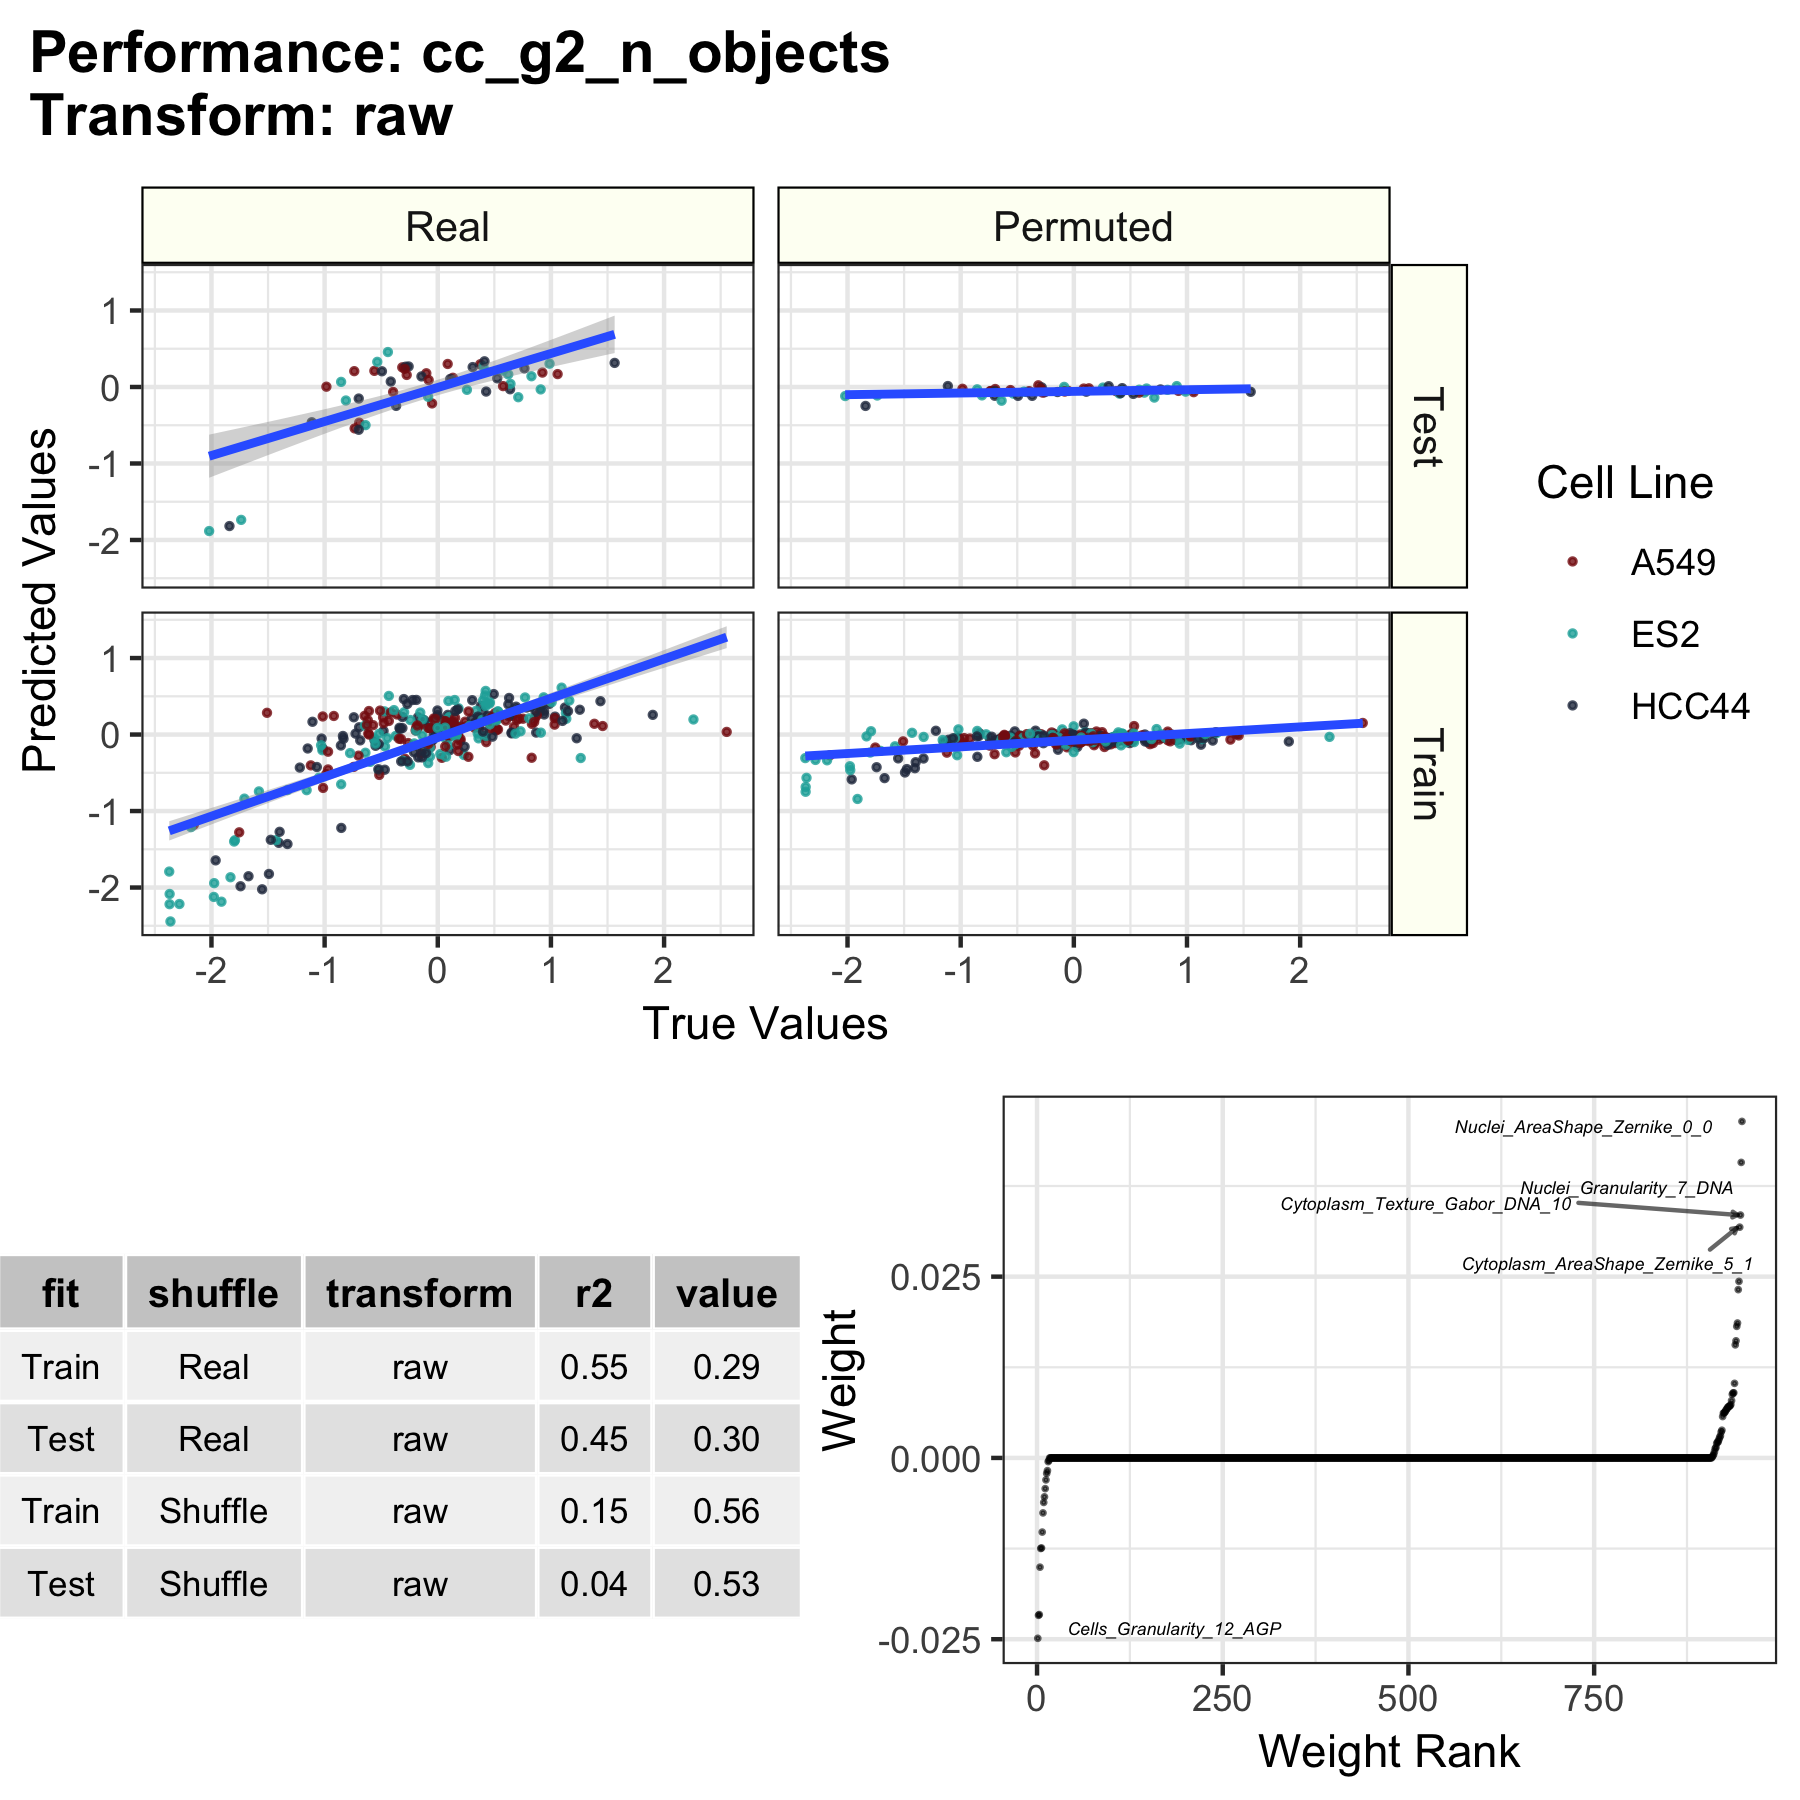 Performance: cc_g2_n_objects
Transform: raw
Real
Permuted
1
0
-1
-2
Test
1
0
-1
-2
Train
-2
-1
0
1
2
-2
-1
0
1
2
True Values
Predicted Values
Cell Line
A549
ES2
HCC44
fit shuffle transform r2 value
Train Real raw 0.55 0.29
Test Real raw 0.45 0.30
Train Shuffle raw 0.15 0.56
Test Shuffle raw 0.04 0.53
Nuclei_AreaShape_Zernike_0_0
Nuclei_Granularity_7_DNA
Cytoplasm_Texture_Gabor_DNA_10
Cytoplasm_AreaShape_Zernike_5_1
Cells_Granularity_12_AGP
0.025
0.000
-0.025
Weight
0
250
500
750
Weight Rank